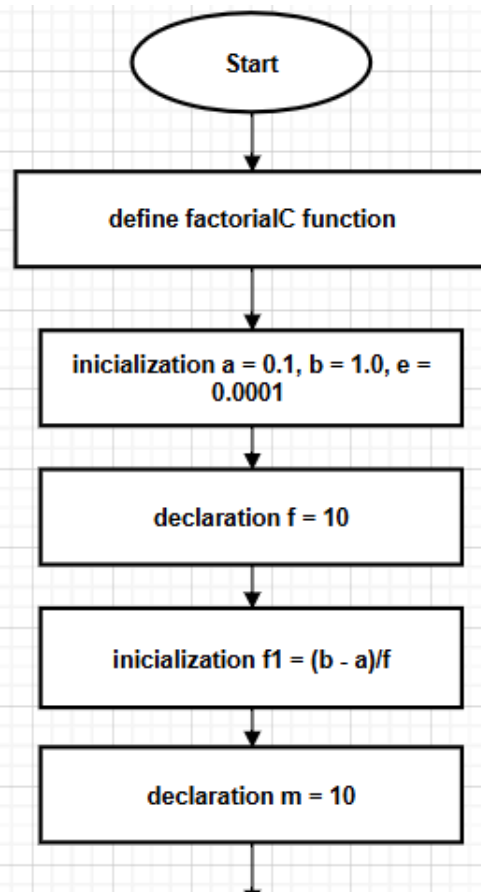 Start
define factorialC function
inicialization a = 0.1, b = 1.0, e =
0.0001
declaration f = 10
inicialization f1 = (b - a)/f
declaration m = 10